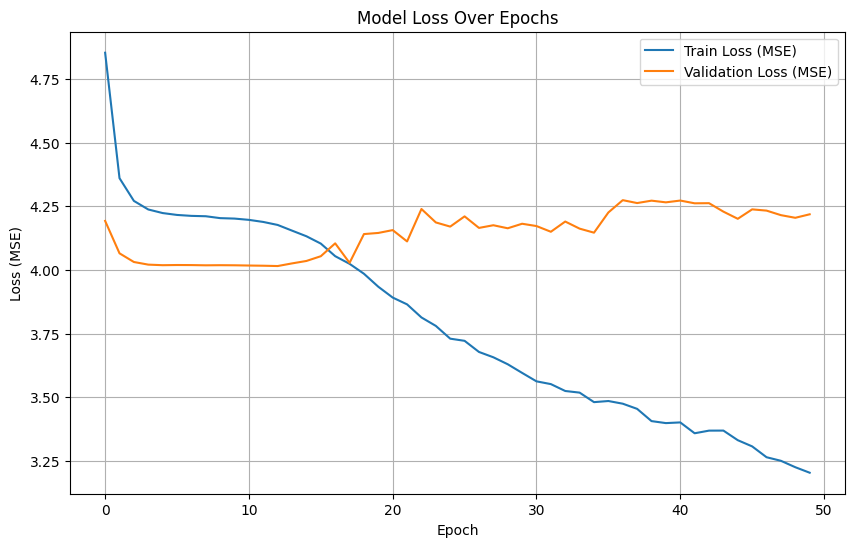 Model Loss Over Epochs
Train Loss (MSE)
Validation Loss (MSE)
Loss (MSE)
4.75
4.50
4.25
4.00
3.75
3.50
3.25
0 10 20 30 40 50
Epoch